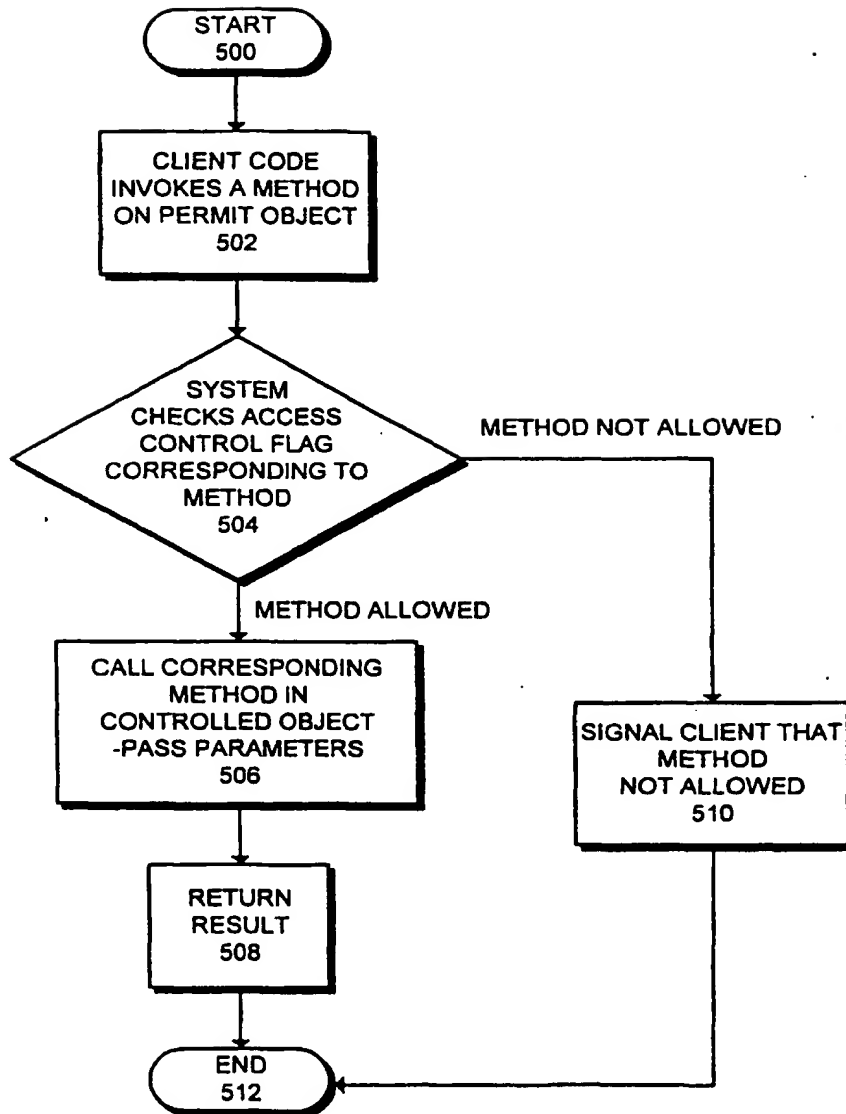 START
500
CLIENT CODE
INVOKES A METHOD
ON PERMIT OBJECT
502
SYSTEM
CHECKS ACCESS
CONTROL FLAG
CORRESPONDING TO
METHOD
504
METHOD NOT ALLOWED
METHOD ALLOWED
CALL CORRESPONDING
METHOD IN
CONTROLLED OBJECT
-PASS PARAMETERS
506
SIGNAL CLIENT THAT
METHOD
NOT ALLOWED
510
RETURN
RESULT
508
END
512